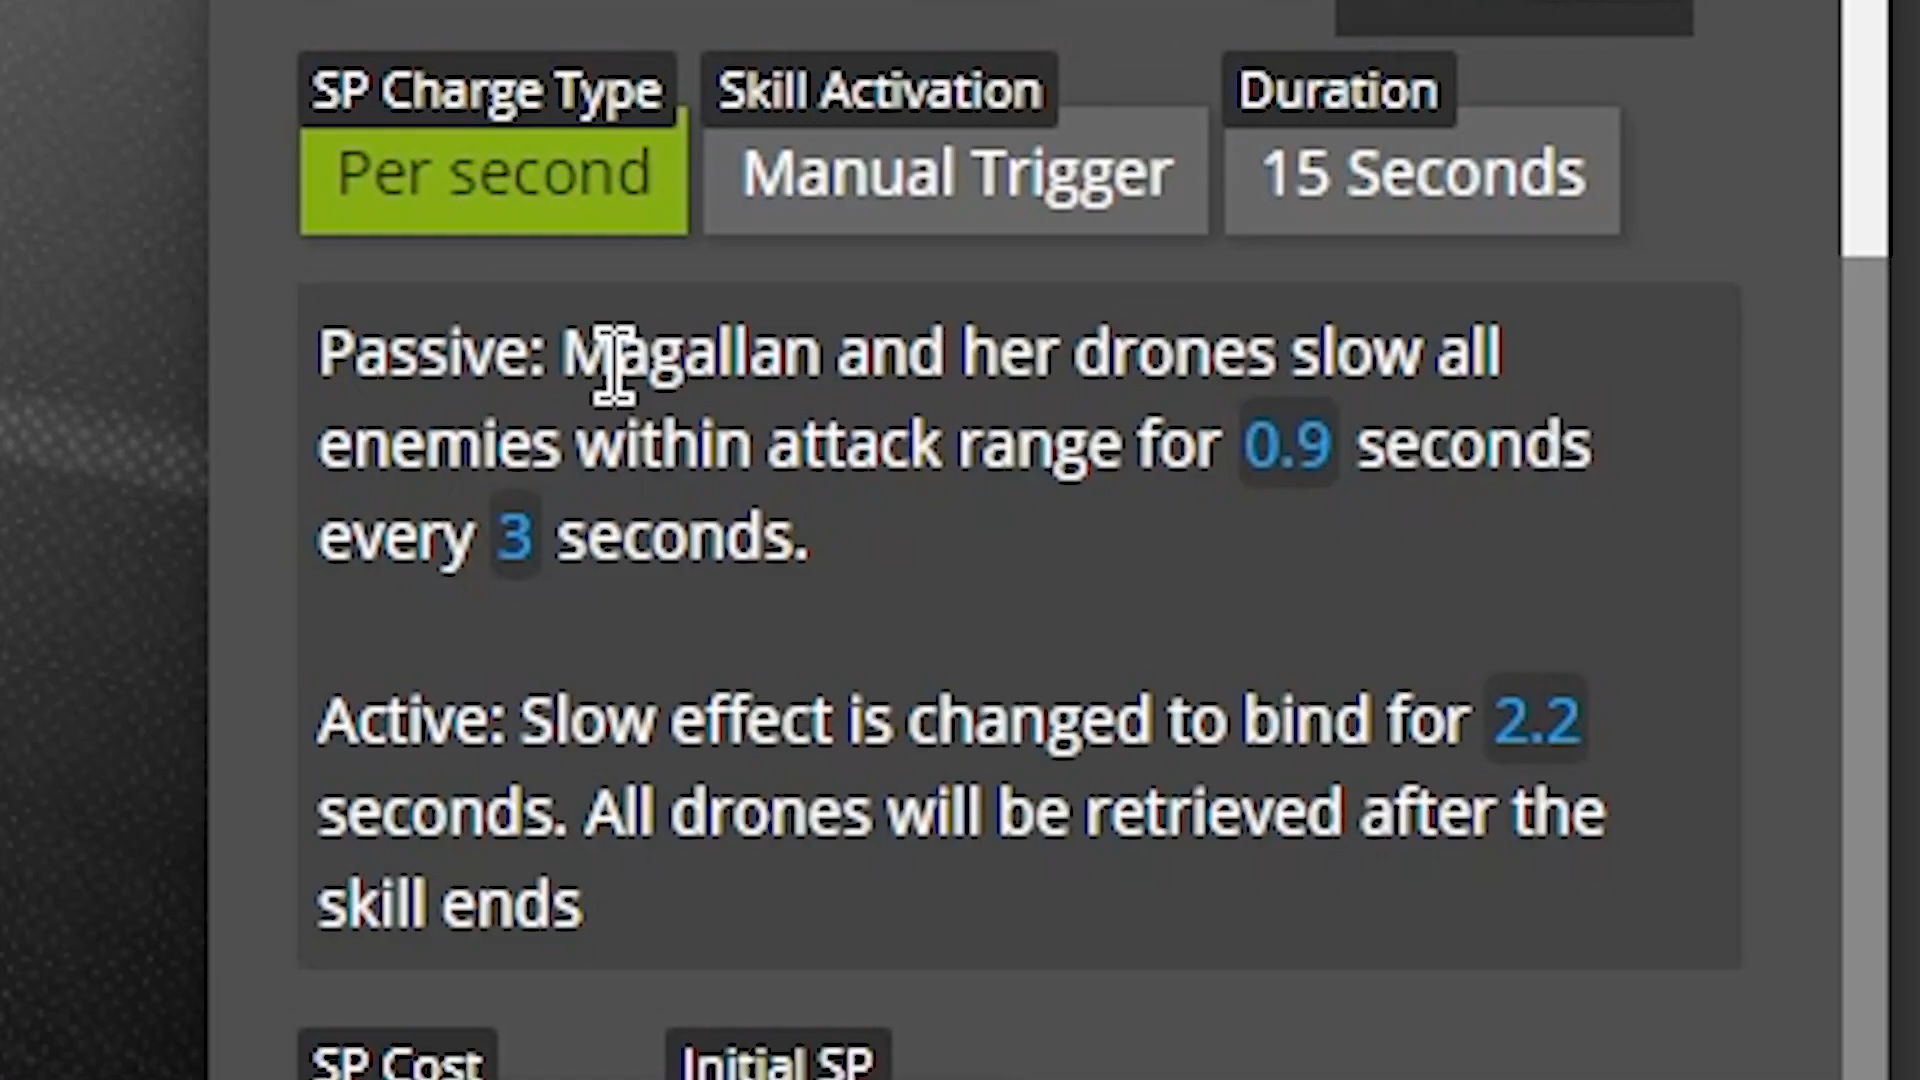 SP Charge Type Skill Activation Duration
Per second Manual Trigger 15 Seconds
Passive: Magallan and her drones slow all
enemies within attack range for 0.9 seconds
every 3 seconds.
Active: Slow effect is changed to bind for 2.2
seconds. All drones will be retrieved after the
skill ends
SP Cost Initial SP